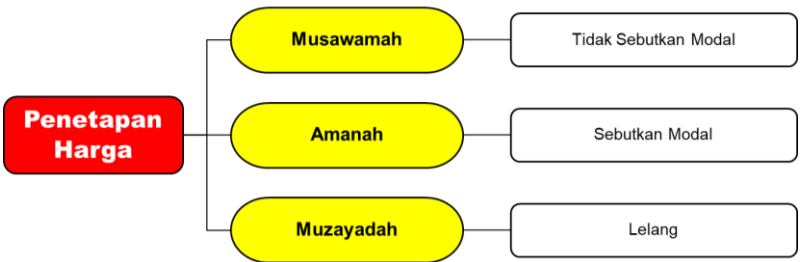 Penetapan
Harga
Musawamah
Tidak Sebutkan Modal
Amanah
Sebutkan Modal
Muzayadah
Lelang